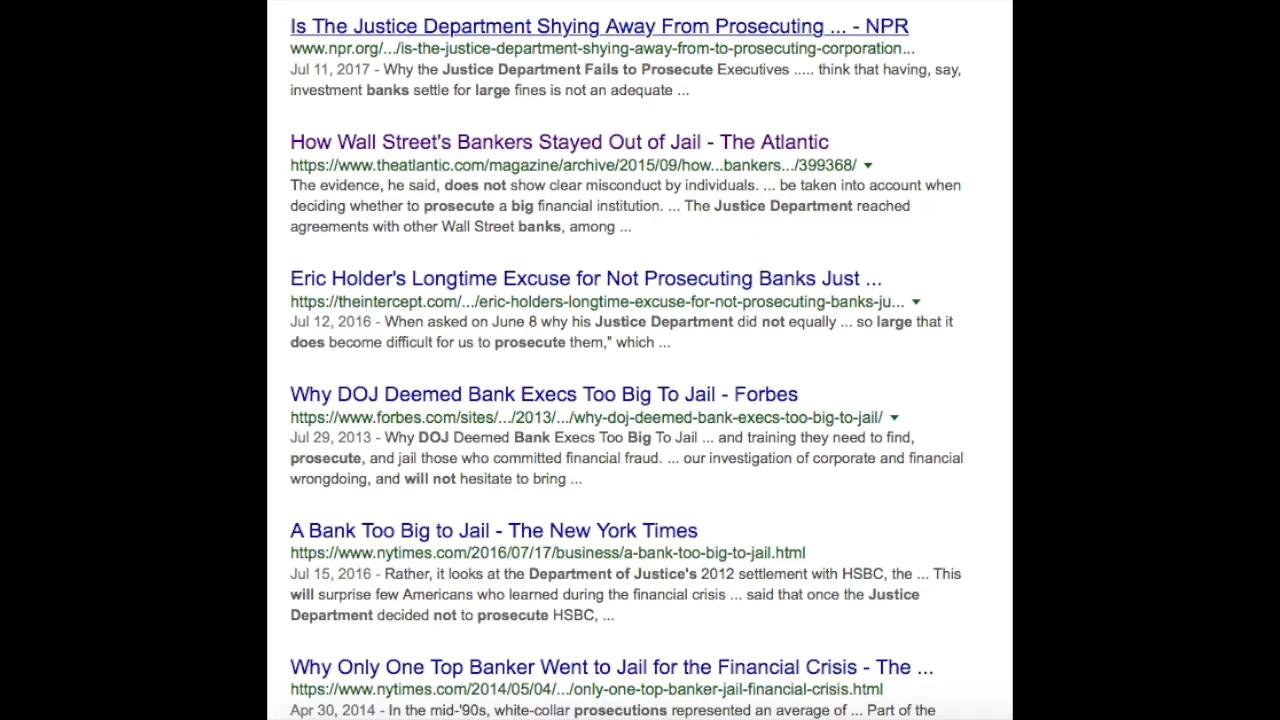 Is The Justice Department Shying Away From Prosecuting ... - NPR
www.npr.org/.../is-the-justice-department-shying-away-from-to-prosecuting-corporation...
Jul 11, 2017 - Why the Justice Department Fails to Prosecute Executives ..... think that having, say,
investment banks settle for large fines is not an adequate ...
How Wall Street's Bankers Stayed Out of Jail - The Atlantic
https://www.theatlantic.com/magazine/archive/2015/09/how...bankers.../399368/
The evidence, he said, does not show clear misconduct by individuals. ... be taken into account when
deciding whether to prosecute a big financial institution. ... The Justice Department reached
agreements with other Wall Street banks, among ...
Eric Holder's Longtime Excuse for Not Prosecuting Banks Just ...
https://theintercept.com/.../eric-holders-longtime-excuse-for-not-prosecuting-banks-ju...
Jul 12, 2016 - When asked on June 8 why his Justice Department did not equally ... so large that it
does become difficult for us to prosecute them," which ...
Why DOJ Deemed Bank Execs Too Big To Jail - Forbes
https://www.forbes.com/sites/.../2013/.../why-doj-deemed-bank-execs-too-big-to-jail/
Jul 29, 2013 - Why DOJ Deemed Bank Execs Too Big To Jail ... and training they need to find,
prosecute, and jail those who committed financial fraud. ... our investigation of corporate and financial
wrongdoing, and will not hesitate to bring ...
A Bank Too Big to Jail - The New York Times
https://www.nytimes.com/2016/07/17/business/a-bank-too-big-to-jail.html
Jul 15, 2016 - Rather, it looks at the Department of Justice's 2012 settlement with HSBC, the ... This
will surprise few Americans who learned during the financial crisis ... said that once the Justice
Department decided not to prosecute HSBC, ...
Why Only One Top Banker Went to Jail for the Financial Crisis - The ...
https://www.nytimes.com/2014/05/04/.../only-one-top-banker-jail-financial-crisis.html
Apr 30, 2014 - In the mid-'90s, white-collar prosecutions represented an average of ... Part of the